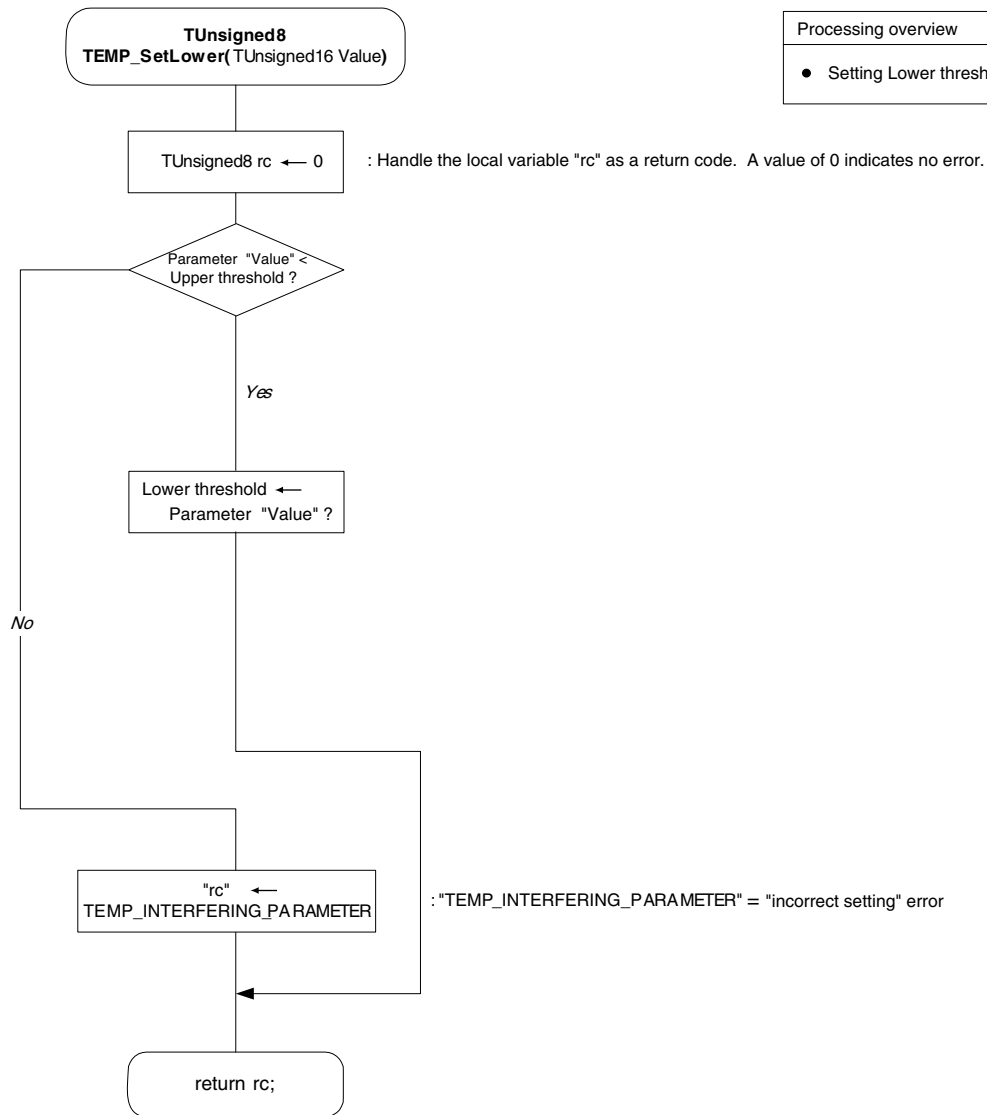 TUnsigned8
TEMP_SetLower( TUnsigned16 Value)
Processing overview
● Setting Lower
TUnsigned8 rc ← 0
: Handle the local variable "rc" as a return code. A value of 0 indicates no error.
Parameter "Value" <
Upper threshold ?
Yes
Lower threshold ←
Parameter "Value" ?
No
"rc" ←
TEMP_INTERFERING_PARAMETER
: "TEMP_INTERFERING_PARAMETER" = "incorrect setting" error
return rc;